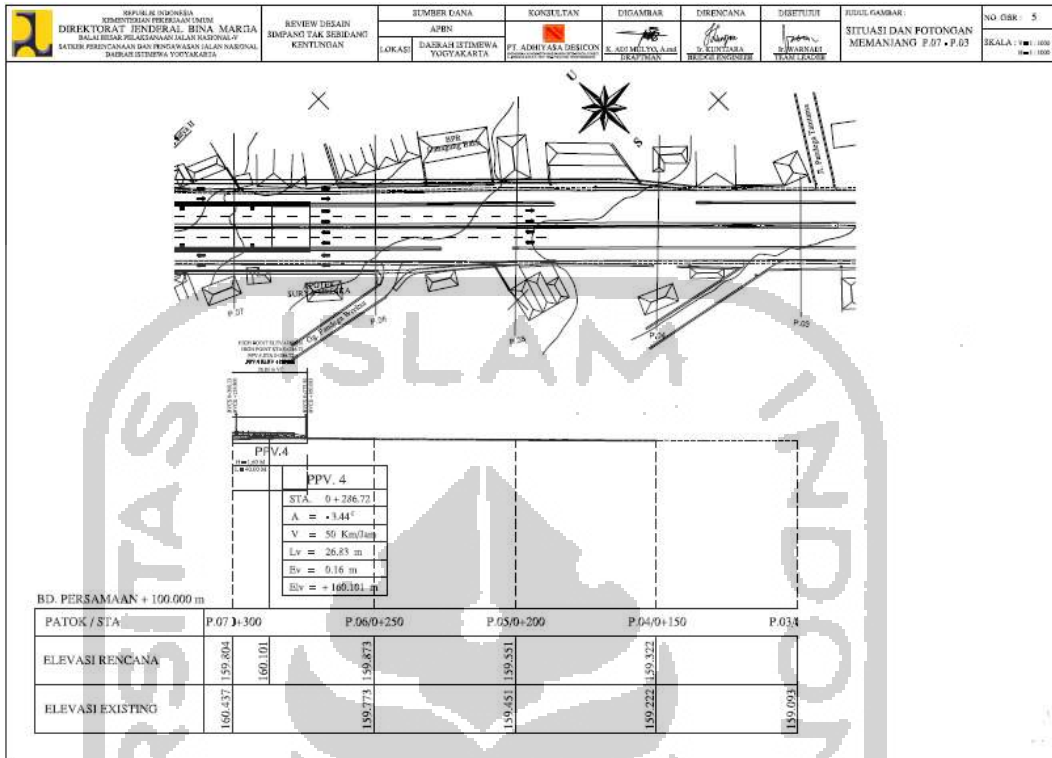 REPUBLIK INDONESIA
KEMENTERIAN PEKERJAAN UMUM
DIREKTORAT JENDERAL BINA MARGA
BALAI BESAR PELAKSANAAN JALAN NASIONAL-V
SATKER PERENCANAAN DAN PENGAWASAN JALAN NASIONAL
DAERAH ISTIMEWA YOGYAKARTA
REVIEW DESAIN
SIMPANG TAK SEBIDANG
KENTUNGAN
SUMBER DANA
APBN
LOKASI
DAERAH ISTIMEWA
YOGYAKARTA
KONSULTAN
PT. ADHIYASA DESICON
DIGAMBAR
K. ADI MULYO, A.md
DRAFTMAN
DIRENCANA
Ir. KUNTJARA
BRIDGE ENGINEER
DISETUJUI
Ir. WARNADI
TEAM LEADER
JUDUL GAMBAR :
SITUASI DAN POTONGAN
MEMANJANG P.07 - P.03
NO GBR : 5
SKALA :
U
S
BPR
P.07
P.06
P.05
P.03
PPV.4
PPV. 4
STA. 0+286.72
A =
V = 50 Km/Jam
Lv = 26.83 m
Ev = 0.16 m
Elv = + 160.101 m
BD. PERSAMAAN + 100.000 m
PATOK / STA
P.06/0+250
P.05/0+200
P.04/0+150
ELEVASI RENCANA
159.804
160.101
159.873
159.551
159.322
ELEVASI EXISTING
160.437
159.773
159.451
159.222
159.093
ISLAM